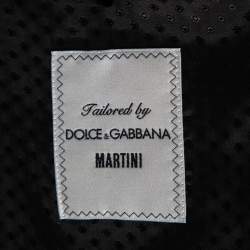 Tailored by
DOLCE & GABBANA
MARTINI